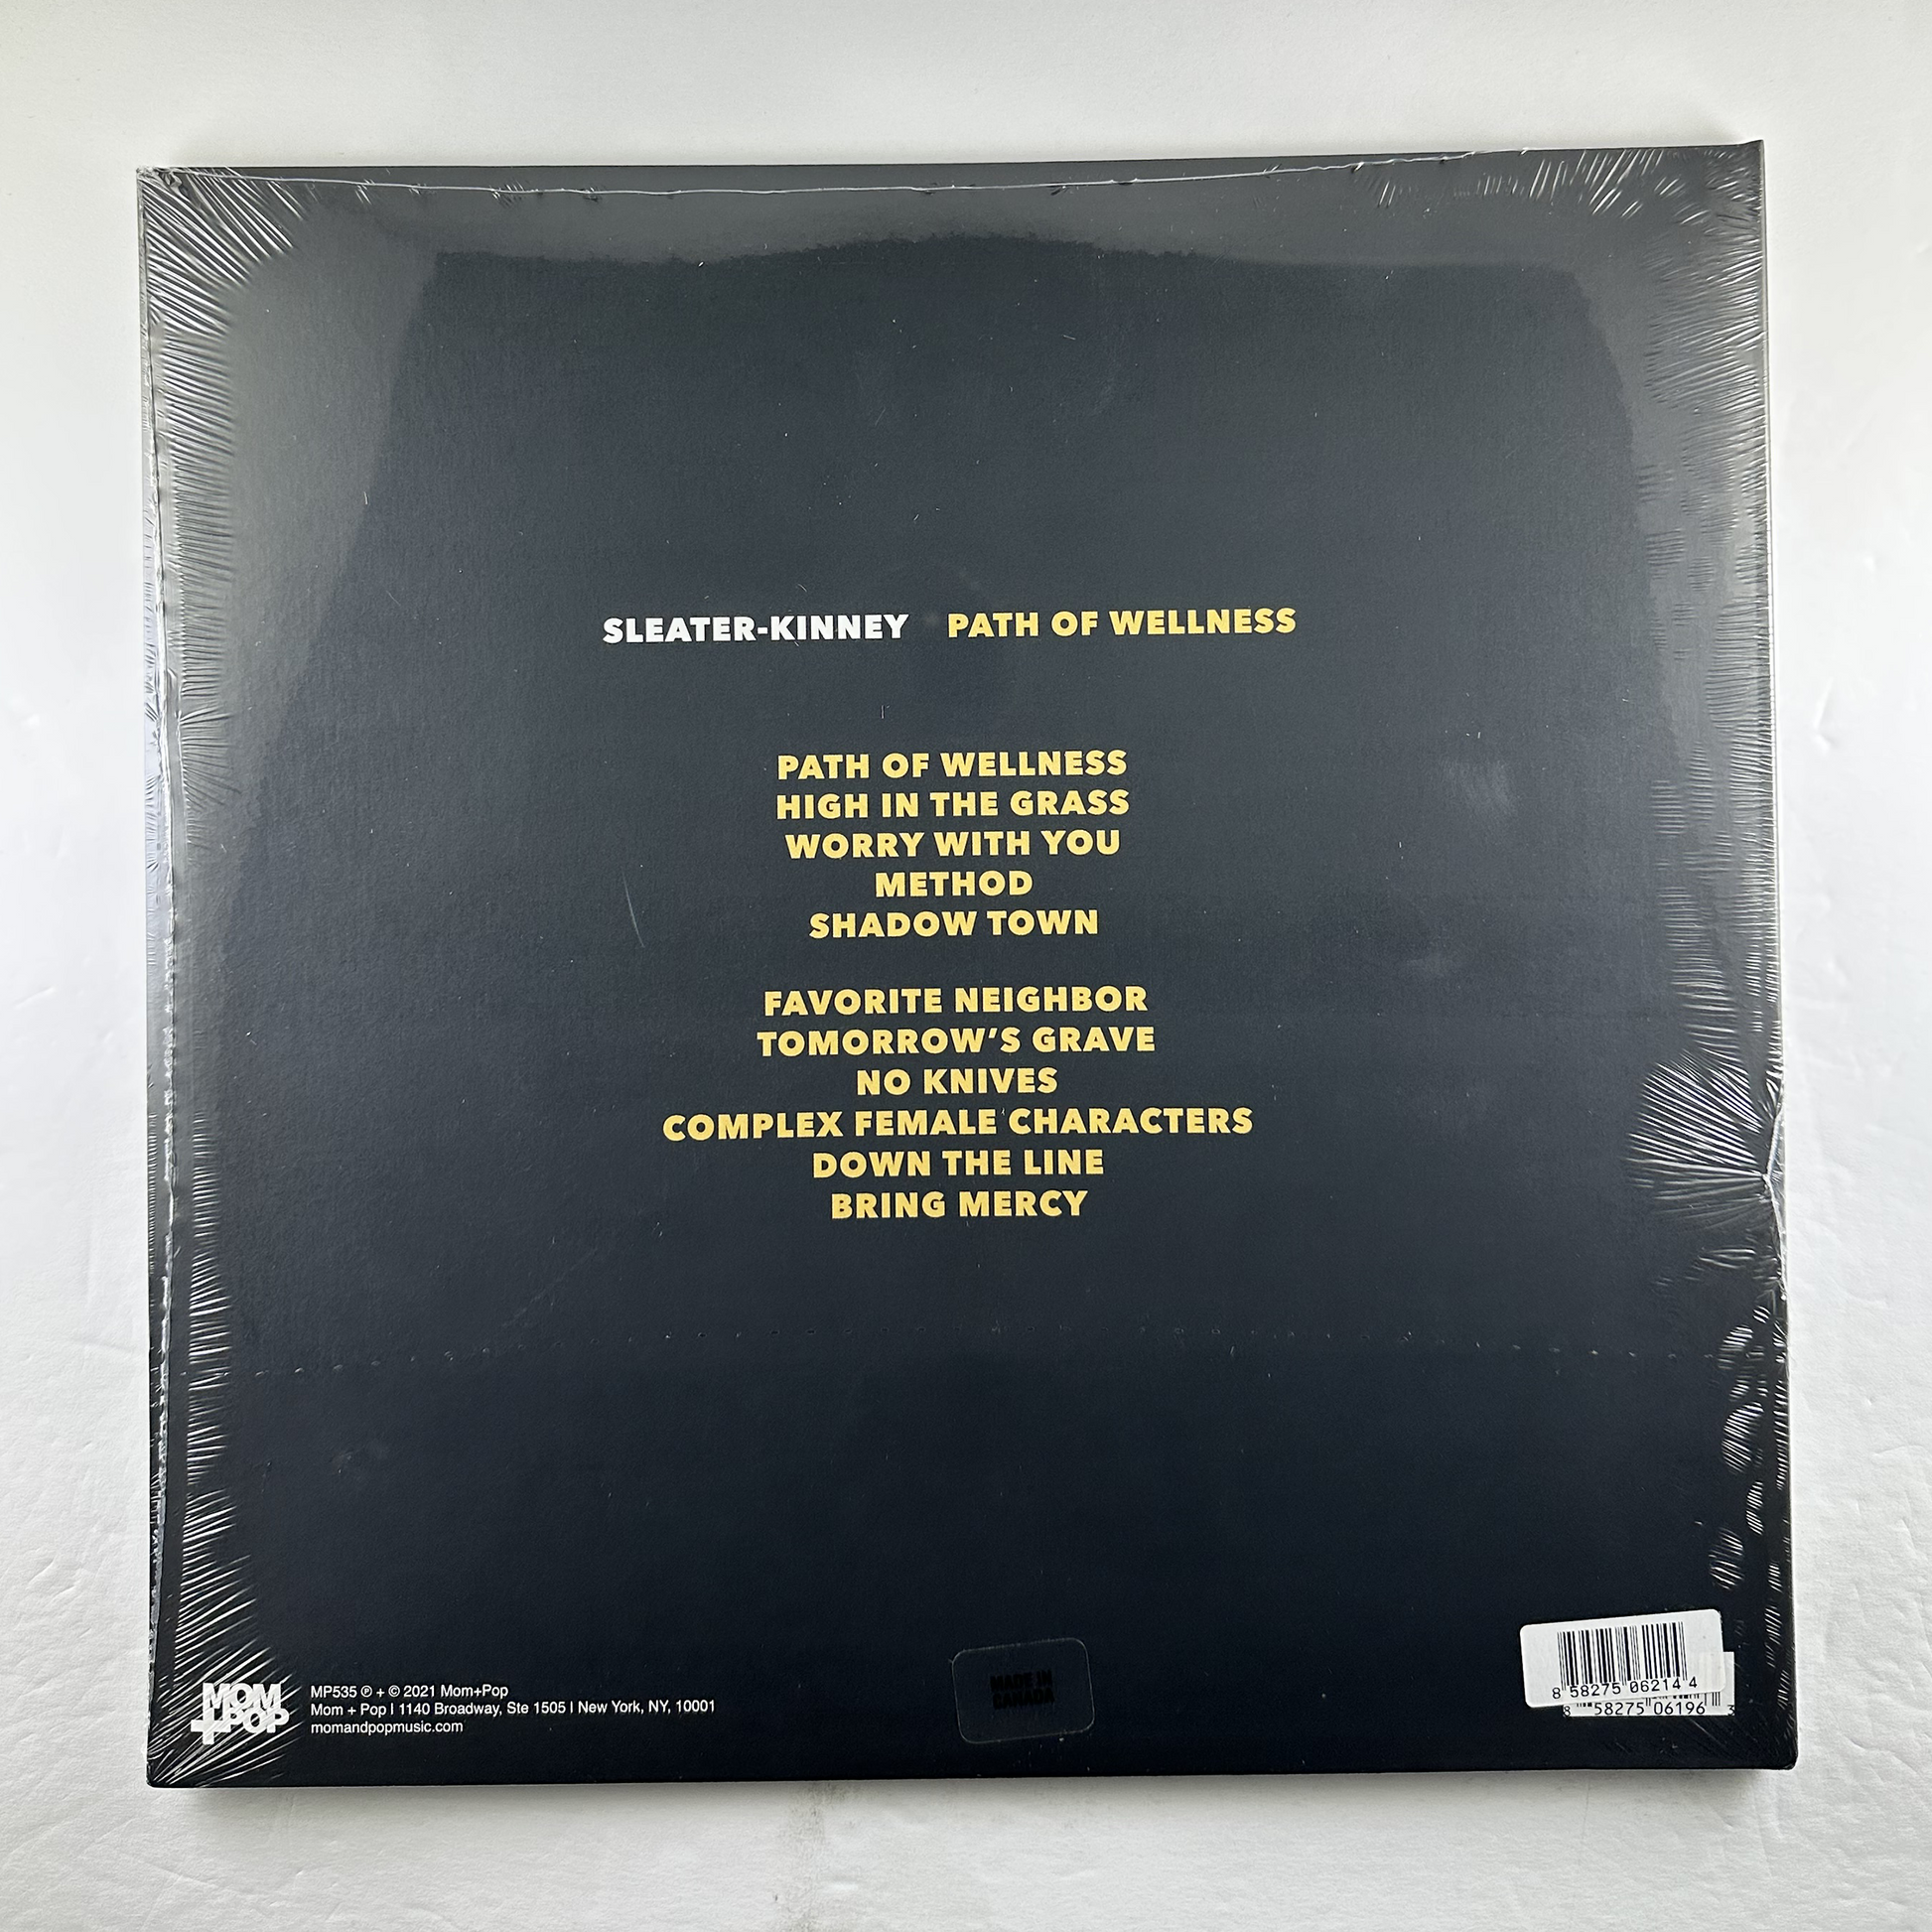 SLEATER-KINNEY PATH OF WELLNESS
PATH OF WELLNESS
HIGH IN THE GRASS
WORRY WITH YOU
METHOD
SHADOW TOWN
FAVORITE NEIGHBOR
TOMORROW’S GRAVE
NO KNIVES
COMPLEX FEMALE CHARACTERS
DOWN THE LINE
BRING MERCY
MOM
+POP
MP535 ℗ + © 2021 Mom+Pop
Mom + Pop | 1140 Broadway, Ste 1505 | New York, NY, 10001
momandpopmusic.com
MADE IN
CANADA
8 58275 06214 4
8 58275 06196 3